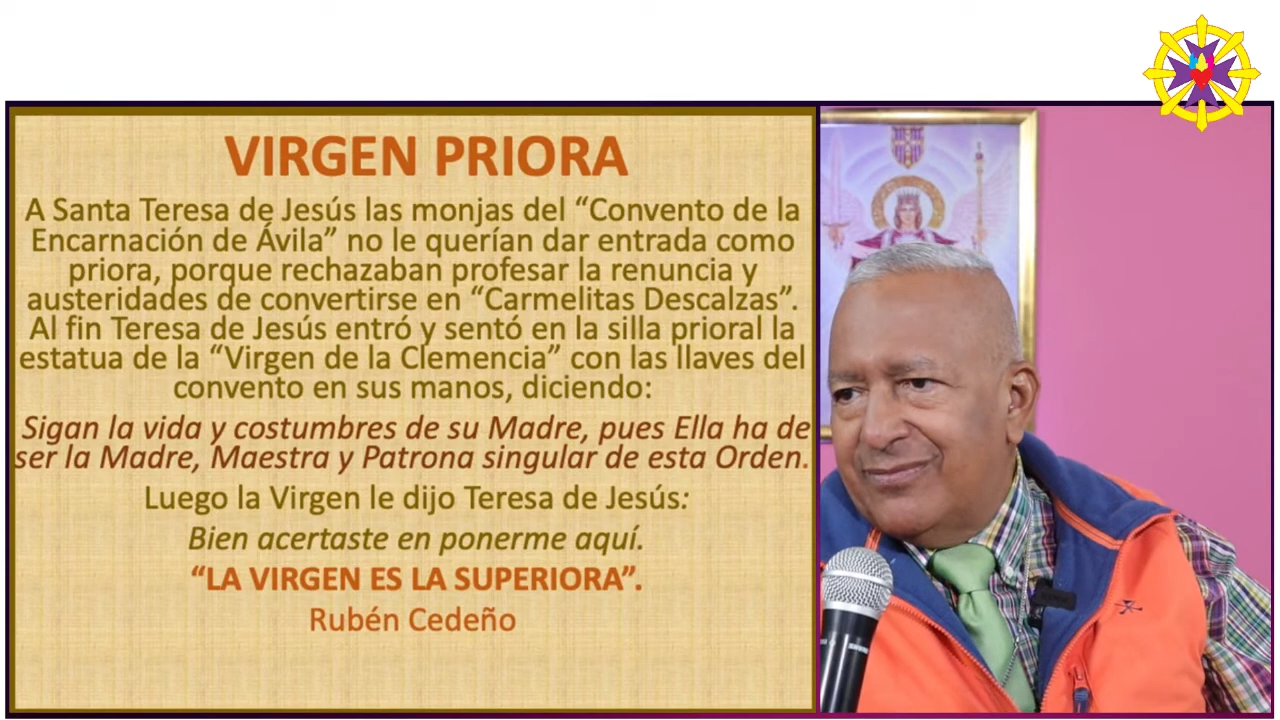 VIRGEN PRIORA
A Santa Teresa de Jesús las monjas del “Convento de la
Encarnación de Ávila” no le querían dar entrada como
priora, porque rechazaban profesar la renuncia y
austeridades de convertirse en “Carmelitas Descalzas”.
Al fin Teresa de Jesús entró y sentó en la silla prioral la
estatua de la “Virgen de la Clemencia” con las llaves del
convento en sus manos, diciendo:
Sigan la vida y costumbres de su Madre, pues Ella ha de
ser la Madre, Maestra y Patrona singular de esta Orden.
Luego la Virgen le dijo Teresa de Jesús:
Bien acertaste en ponerme aquí.
“LA VIRGEN ES LA SUPERIORA”.
Rubén Cedeño